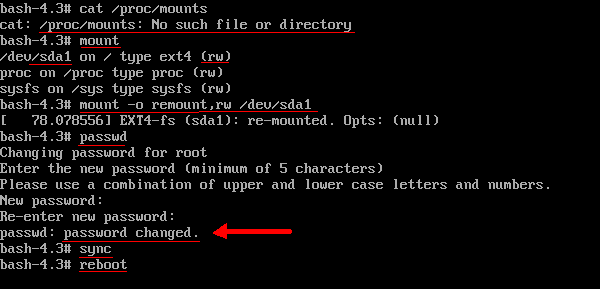 bash-4.3# cat /proc/mounts
cat: /proc/mounts: No such file or directory
bash-4.3# mount
/dev/sda1 on / type ext4 (rw)
proc on /proc type proc (rw)
sysfs on /sys type sysfs (rw)
bash-4.3# mount -o remount,rw /dev/sda1
[   78.078556] EXT4-fs (sda1): re-mounted. Opts: (null)
bash-4.3# passwd
Changing password for root
Enter the new password (minimum of 5 characters)
Please use a combination of upper and lower case letters and numbers.
New password:
Re-enter new password:
passwd: password changed.
bash-4.3# sync
bash-4.3# reboot